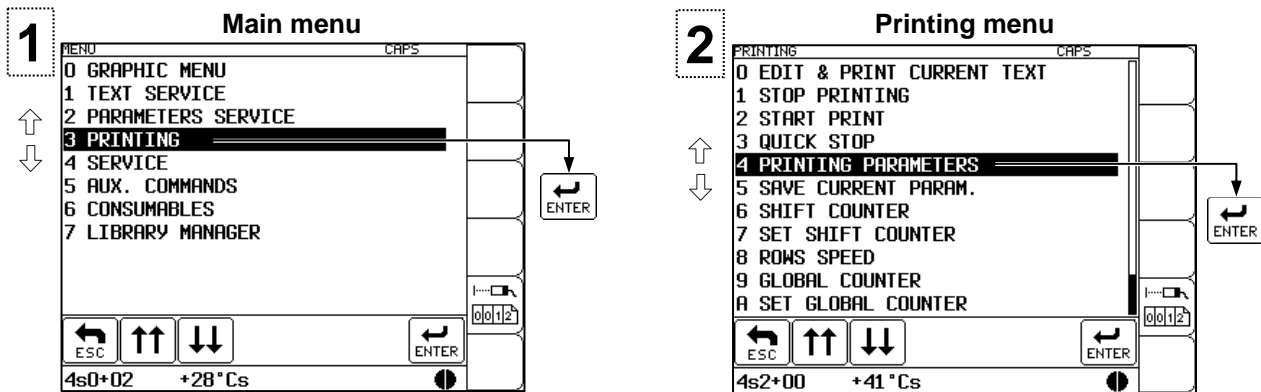 1
Main menu
MENU CAPS
0 GRAPHIC MENU
1 TEXT SERVICE
2 PARAMETERS SERVICE
3 PRINTING
4 SERVICE
5 AUX. COMMANDS
6 CONSUMABLES
7 LIBRARY MANAGER
ENTER
0012
ESC
ENTER
4s0+02 +28°Cs
2
Printing menu
PRINTING CAPS
0 EDIT & PRINT CURRENT TEXT
1 STOP PRINTING
2 START PRINT
3 QUICK STOP
4 PRINTING PARAMETERS
5 SAVE CURRENT PARAM.
6 SHIFT COUNTER
7 SET SHIFT COUNTER
8 ROWS SPEED
9 GLOBAL COUNTER
A SET GLOBAL COUNTER
ENTER
0012
ESC
ENTER
4s2+00 +41°Cs